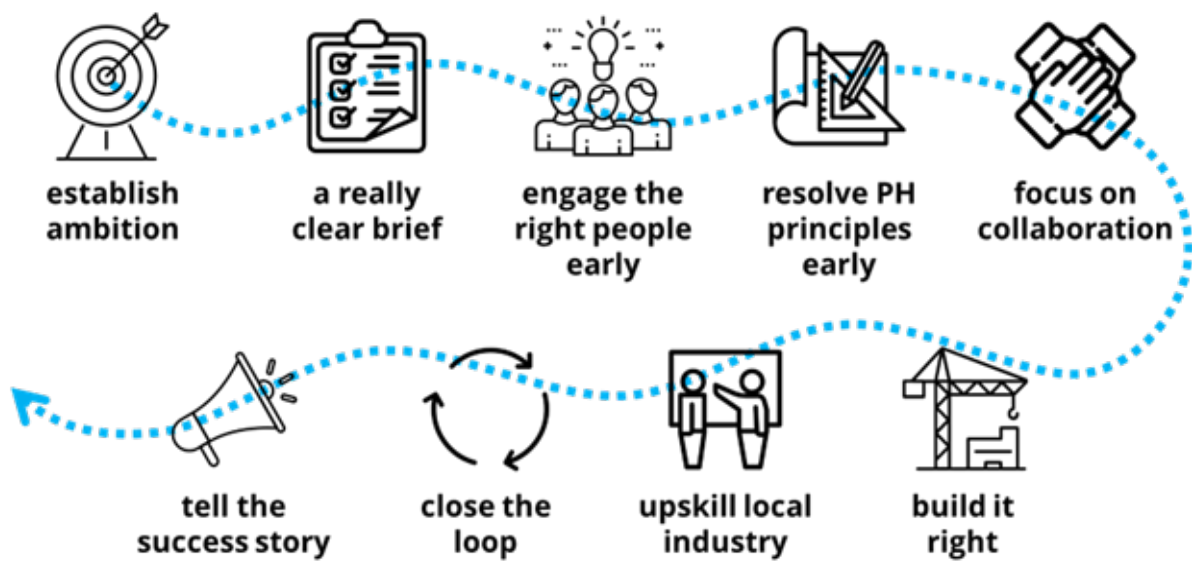 establish
ambition
a really
clear brief
engage the
right people
early
resolve PH
principles
early
focus on
collaboration
tell the
success story
close the
loop
upskill local
industry
build it
right